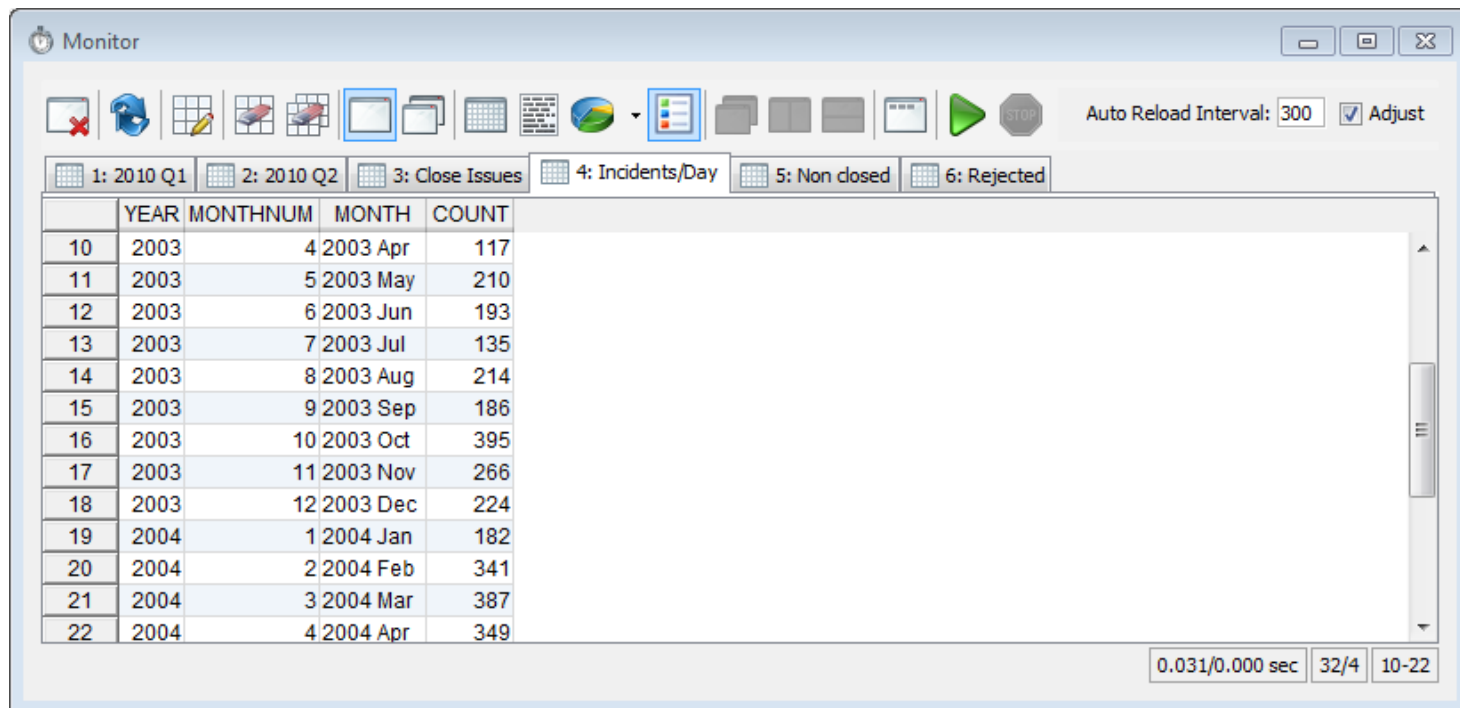 Monitor
STOP Auto Reload Interval: 300 Adjust
1: 2010 Q1 2: 2010 Q2 3: Close Issues 4: Incidents/Day 5: Non closed 6: Rejected
YEAR MONTHNUM MONTH COUNT
10 2003 4 2003 Apr 117
11 2003 5 2003 May 210
12 2003 6 2003 Jun 193
13 2003 7 2003 Jul 135
14 2003 8 2003 Aug 214
15 2003 9 2003 Sep 186
16 2003 10 2003 Oct 395
17 2003 11 2003 Nov 266
18 2003 12 2003 Dec 224
19 2004 1 2004 Jan 182
20 2004 2 2004 Feb 341
21 2004 3 2004 Mar 387
22 2004 4 2004 Apr 349
0.031/0.000 sec 32/4 10-22